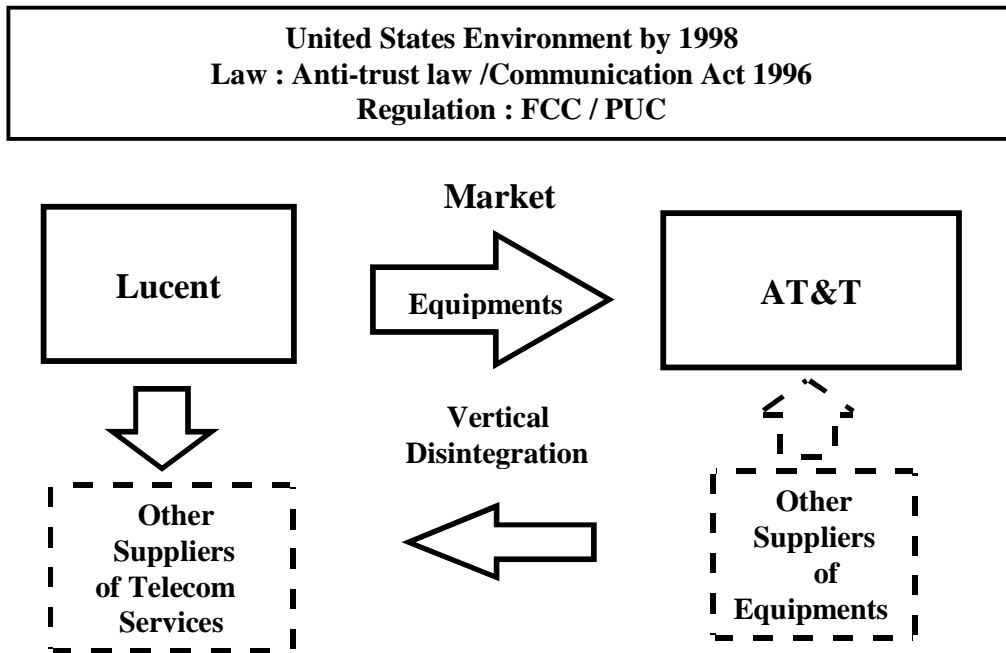 United States Environment by 1998
Law : Anti-trust law /Communication Act 1996
Regulation : FCC / PUC
Market
Lucent
Equipments
AT&T
Vertical
Disintegration
Other
Suppliers
of Telecom
Services
Other
Suppliers
of
Equipments